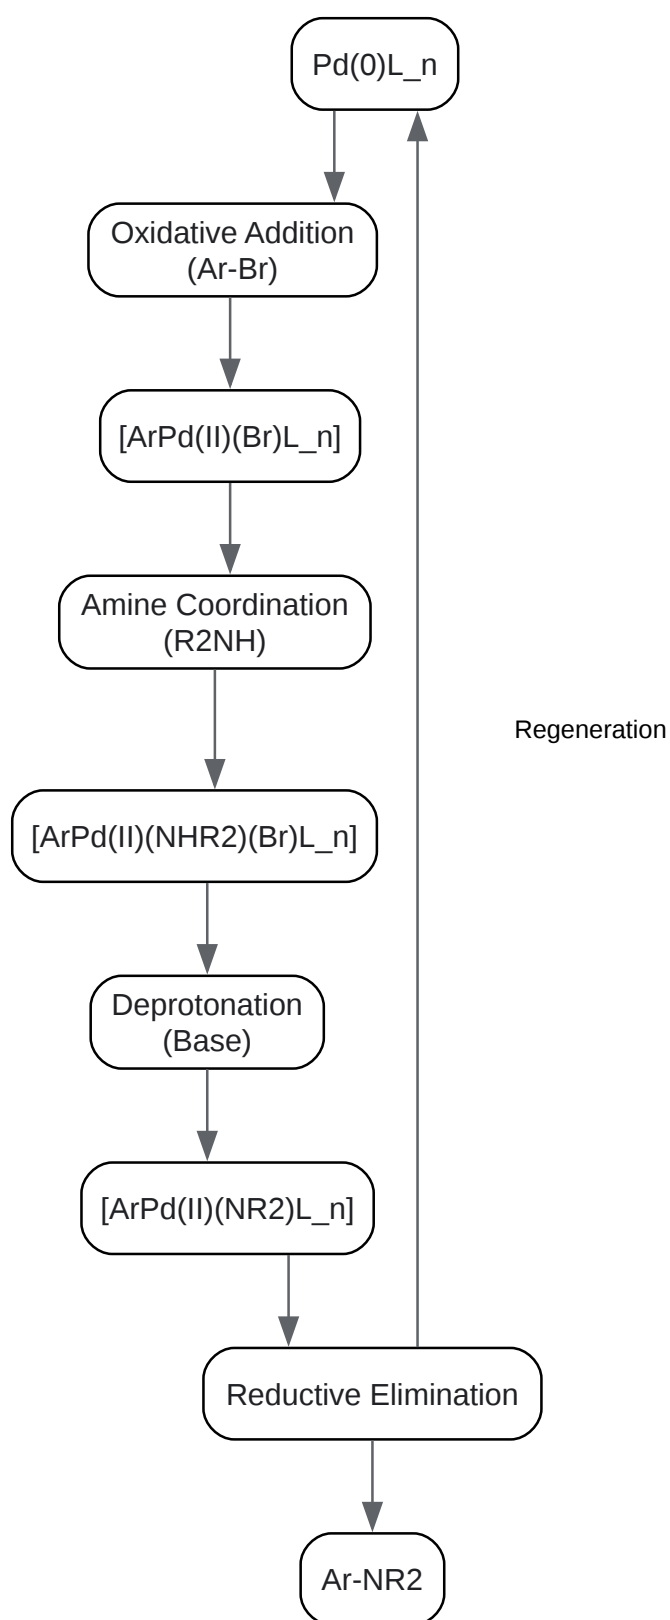 Pd(0)L_n
Oxidative Addition
(Ar-Br)
[ArPd(II)(Br)L_n]
Amine Coordination
(R2NH)
Regeneration
[ArPd(II)(NHR2)(Br)L_n]
Deprotonation
(Base)
[ArPd(II)(NR2)L_n]
Reductive Elimination
Ar-NR2